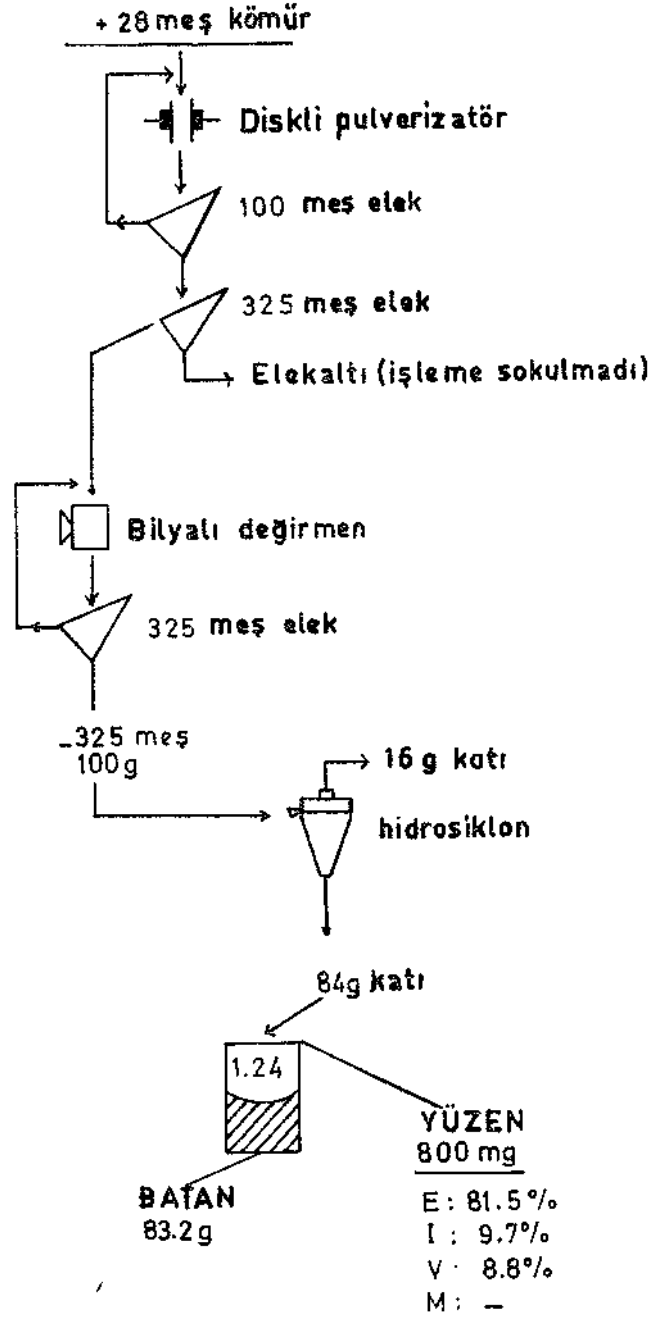 + 28 meş kömür
Diskli pulverizatör
100 meş elek
325 meş elek
Elekaltı (işleme sokulmadı)
Bilyalı değirmen
325 meş elek
-325 meş
100g
16 g katı
hidrosiklon
84g katı
1.24
YÜZEN
800 mg
BATAN
83.2 g
E: 81.5%
I : 9.7%
V : 8.8%
M : –